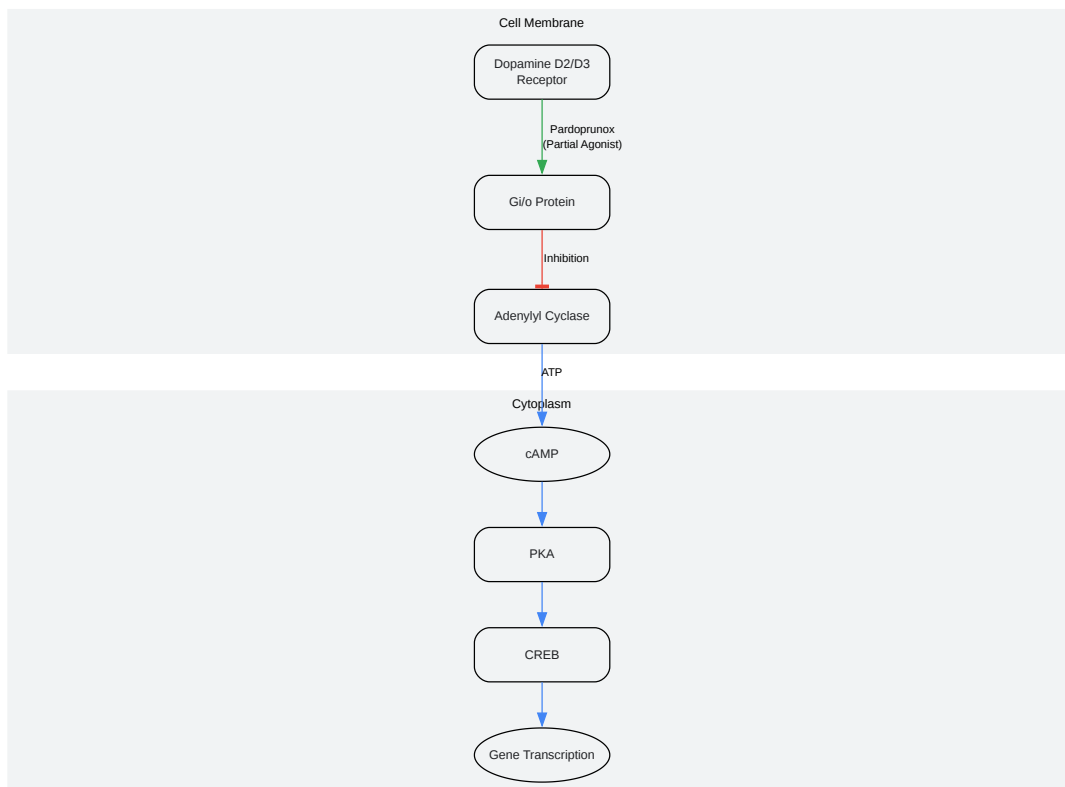 Cell Membrane
Dopamine D2/D3
Receptor
Pardoprunox
(Partial Agonist)
Gi/o Protein
Inhibition
Adenylyl Cyclase
ATP
Cytoplasm
cAMP
PKA
CREB
Gene Transcription